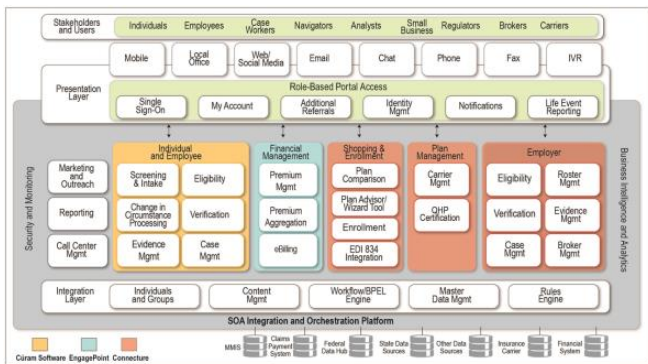 Stakeholders and Users
Individuals Employees Case Workers Navigators Analysts Small Business Regulators Brokers Carriers
Mobile Local Office Web/ Social Media Email Chat Phone Fax IVR
Presentation Layer
Role-Based Portal Access
Single Sign-On My Account Additional Referrals Identity Mgmt Notifications Life Event Reporting
Security and Monitoring
Business Intelligence and Analytics
Marketing and Outreach
Reporting
Call Center Mgmt
Individual and Employee
Screening & Intake Eligibility
Change in Circumstance Processing Verification
Evidence Mgmt Case Mgmt
Financial Management
Premium Mgmt
Premium Aggregation
eBilling
Shopping & Enrollment
Plan Comparison
Plan Advisor/ Wizard Tool
Enrollment
EDI 834 Integration
Plan Management
Carrier Mgmt
QHP Certification
Employer
Eligibility Roster Mgmt
Verification Evidence Mgmt
Case Mgmt Broker Mgmt
Integration Layer
Individuals and Groups Content Mgmt Workflow/BPEL Engine Master Data Mgmt Rules Engine
SOA Integration and Orchestration Platform
Cúram Software EngagePoint Connecture
MMIS Claims Payment System Federal Data Hub State Data Sources Other Data Sources Insurance Carrier Financial System